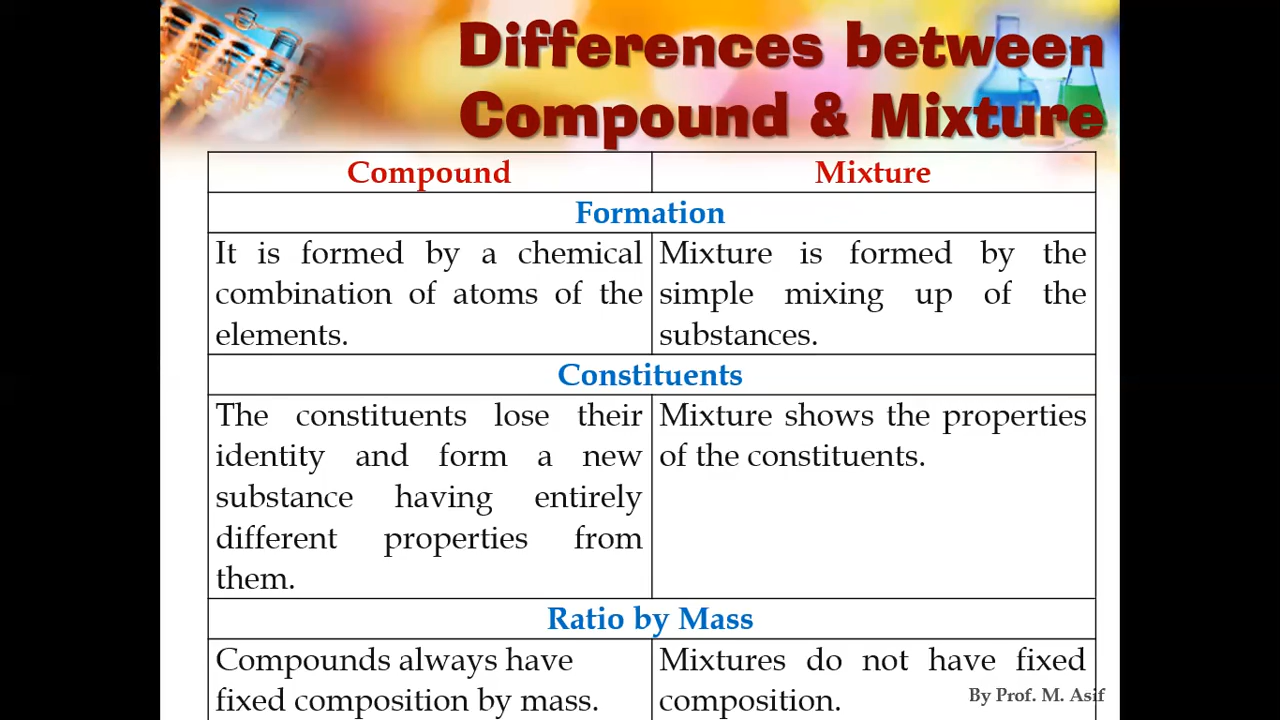 Differences between
Compound & Mixture
Compound
Mixture
Formation
It is formed by a chemical
combination of atoms of the
elements.
Mixture is formed by the
simple mixing up of the
substances.
Constituents
The constituents lose their
identity and form a new
substance having entirely
different properties from
them.
Mixture shows the properties
of the constituents.
Ratio by Mass
Compounds always have
fixed composition by mass.
Mixtures do not have fixed
composition.
By Prof. M. Asif